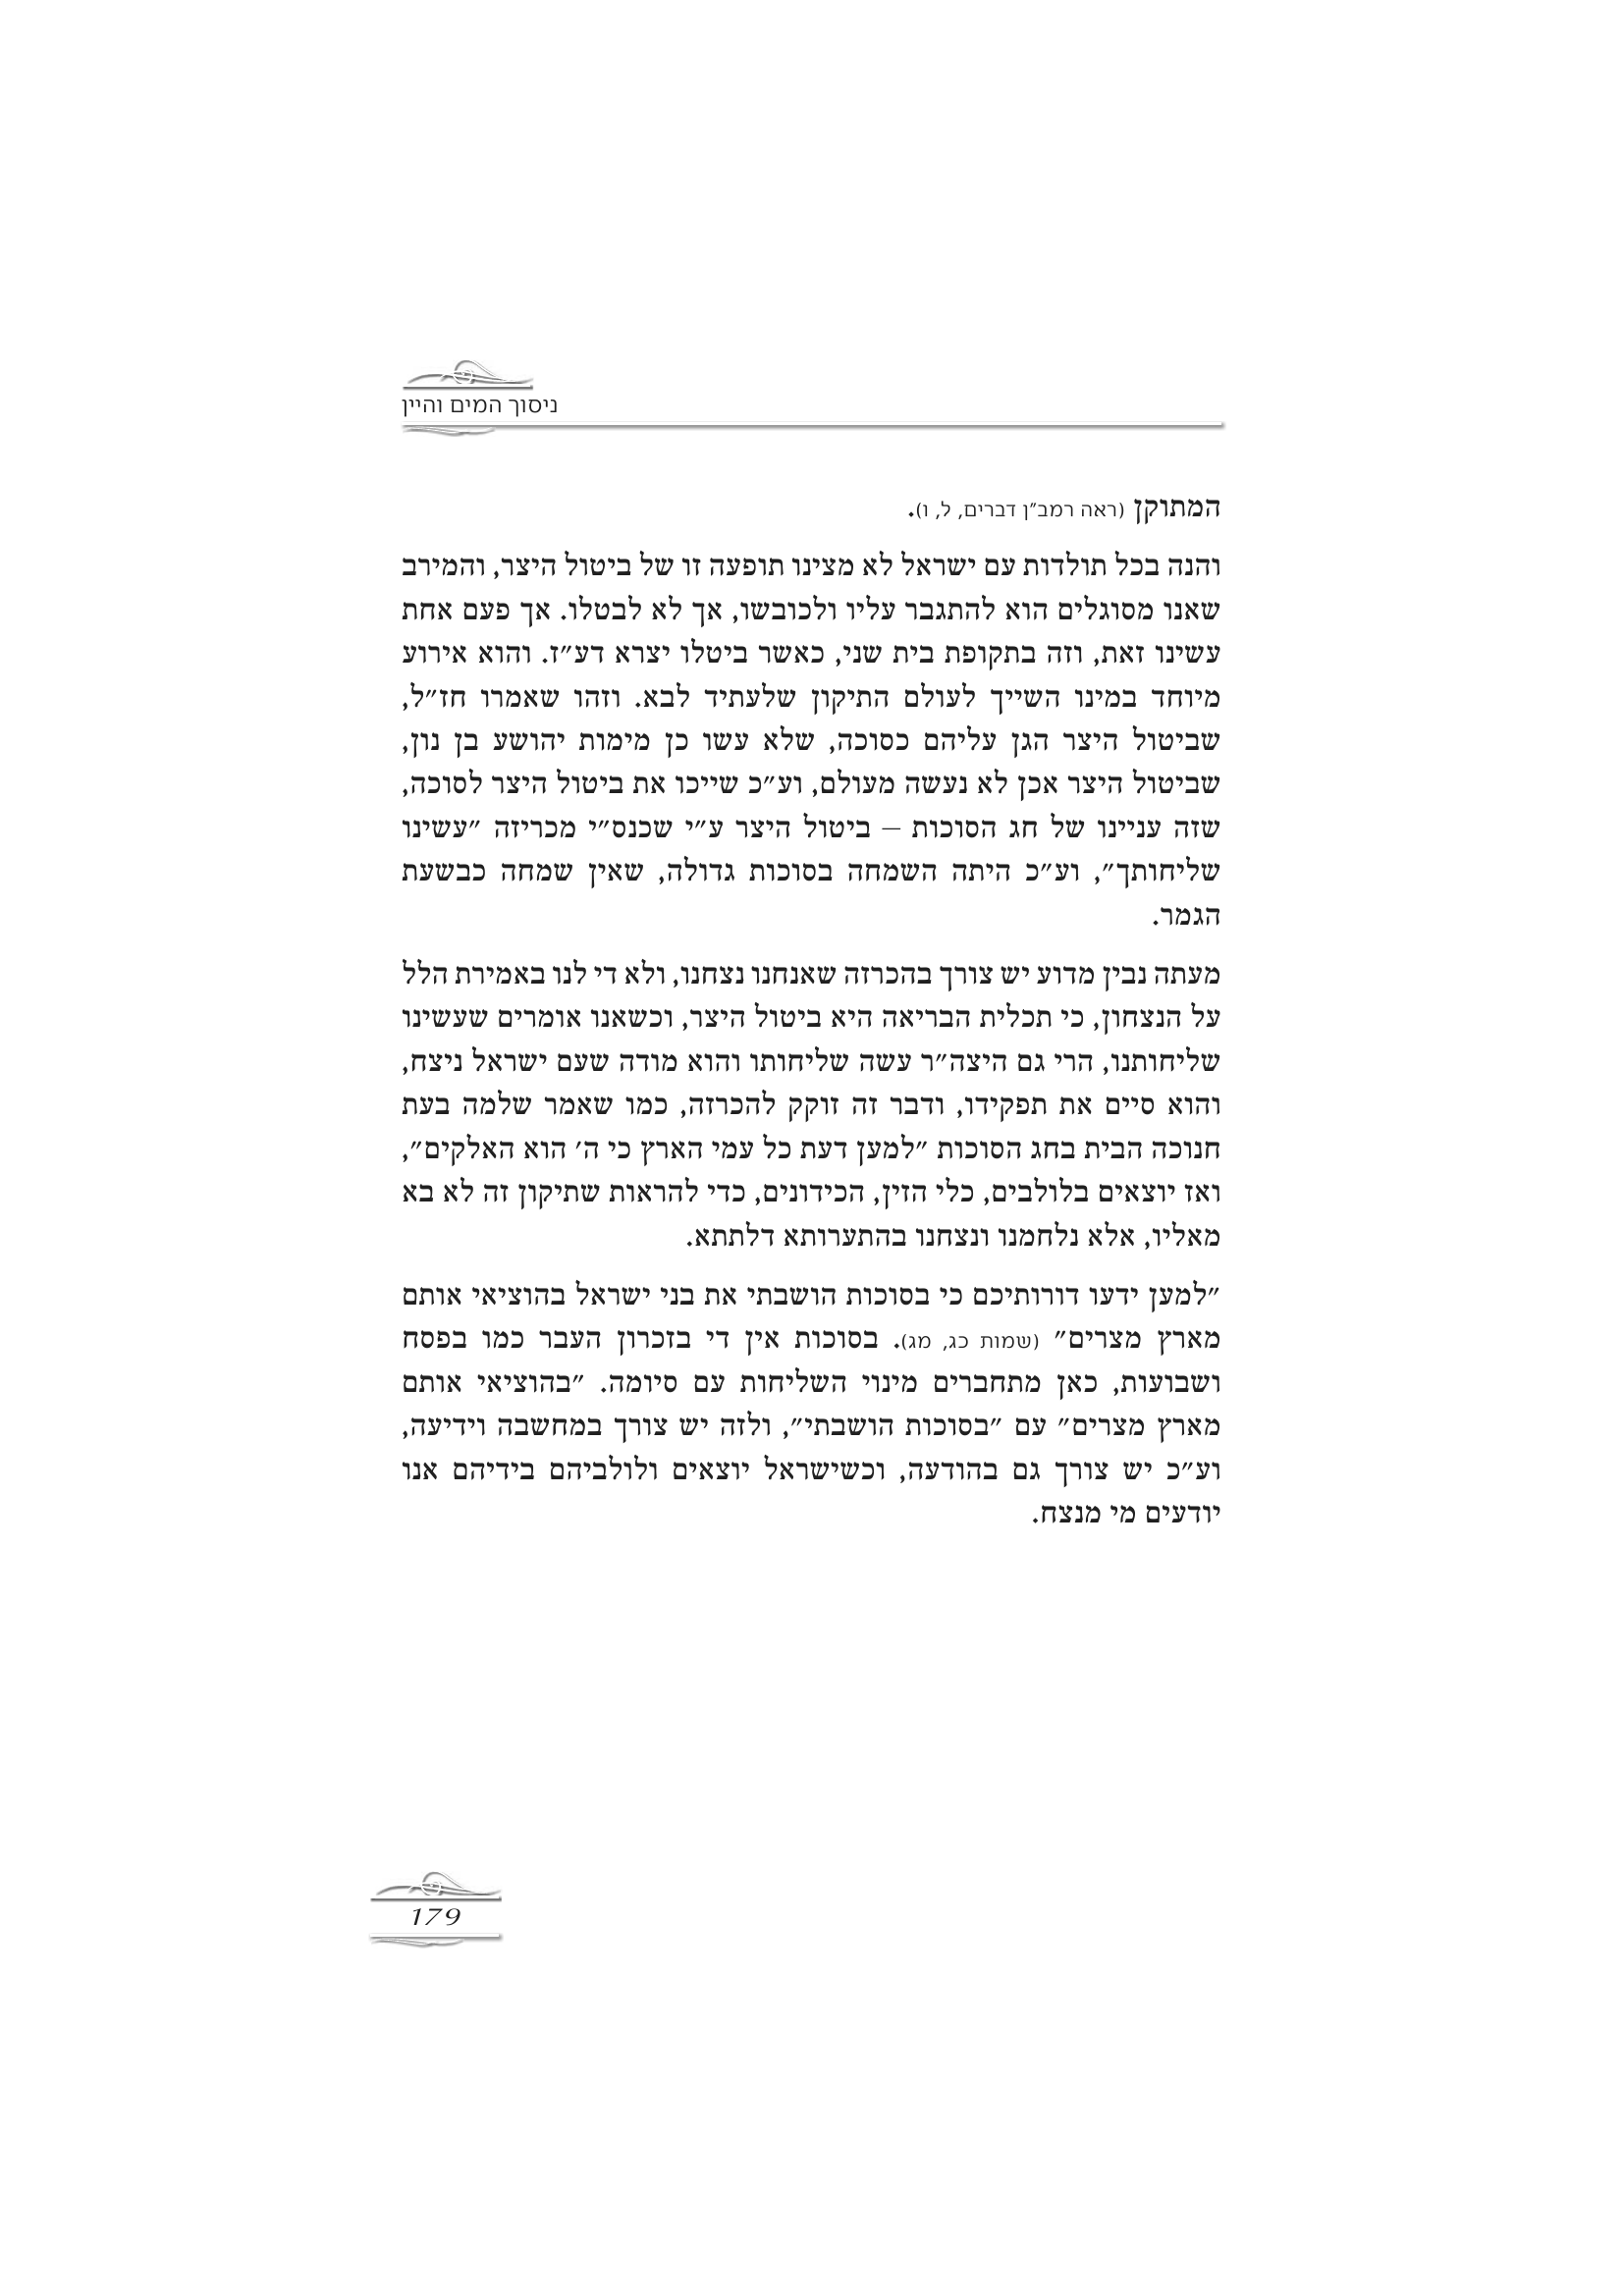 ניסוך המים והיין
המתוקן (ראה רמב״ן דברים, ל, ו).
והנה בכל תולדות עם ישראל לא מצינו תופעה זו של ביטול היצר, והמירב
שאנו מסוגלים הוא להתגבר עליו ולכובשו, אך לא לבטלו. אך פעם אחת
עשינו זאת, וזה בתקופת בית שני, כאשר ביטלו יצרא דע״ז. והוא אירוע
מיוחד במינו השייך לעולם התיקון שלעתיד לבא. וזהו שאמרו חז״ל,
שביטול היצר הגן עליהם כסוכה, שלא עשו כן מימות יהושע בן נון,
שביטול היצר אכן לא נעשה מעולם, וע״כ שייכו את ביטול היצר לסוכה,
שזה עניינו של חג הסוכות – ביטול היצר ע״י שכנס״י מכריזה ״עשינו
שליחותך״, וע״כ היתה השמחה בסוכות גדולה, שאין שמחה כבשעת
הגמר.
מעתה נבין מדוע יש צורך בהכרזה שאנחנו נצחנו, ולא די לנו באמירת הלל
על הנצחון, כי תכלית הבריאה היא ביטול היצר, וכשאנו אומרים שעשינו
שליחותנו, הרי גם היצה״ר עשה שליחותו והוא מודה שעם ישראל ניצח,
והוא סיים את תפקידו, ודבר זה זוקק להכרזה, כמו שאמר שלמה בעת
חנוכה הבית בחג הסוכות ״למען דעת כל עמי הארץ כי ה׳ הוא האלקים״,
ואז יוצאים בלולבים, כלי הזין, הכידונים, כדי להראות שתיקון זה לא בא
מאליו, אלא נלחמנו ונצחנו בהתערותא דלתתא.
״למען ידעו דורותיכם כי בסוכות הושבתי את בני ישראל בהוציאי אותם
מארץ מצרים״ (שמות כג, מג). בסוכות אין די בזכרון העבר כמו בפסח
ושבועות, כאן מתחברים מינוי השליחות עם סיומה. ״בהוציאי אותם
מארץ מצרים״ עם ״בסוכות הושבתי״, ולזה יש צורך במחשבה וידיעה,
וע״כ יש צורך גם בהודעה, וכשישראל יוצאים ולולביהם בידיהם אנו
יודעים מי מנצח.
179